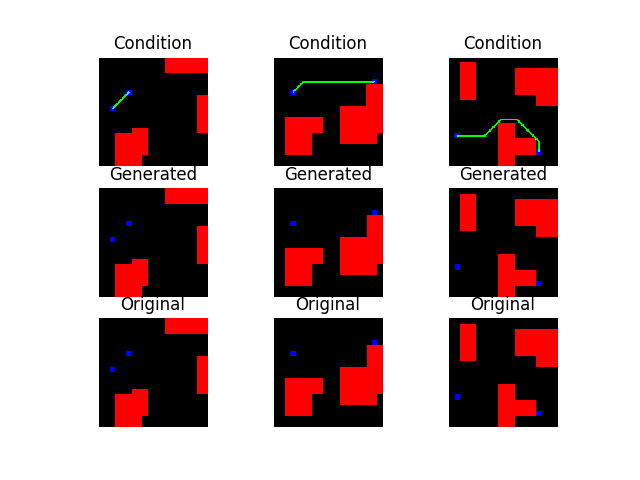 Condition Condition Condition
Generated Generated Generated
Original Original Original